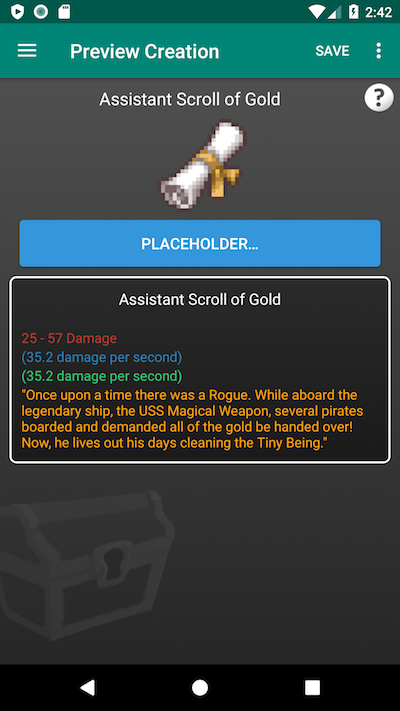 2:42
Preview Creation SAVE
Assistant Scroll of Gold ?
PLACEHOLDER...
Assistant Scroll of Gold
25 - 57 Damage
(35.2 damage per second)
(35.2 damage per second)
"Once upon a time there was a Rogue. While aboard the
legendary ship, the USS Magical Weapon, several pirates
boarded and demanded all of the gold be handed over!
Now, he lives out his days cleaning the Tiny Being."